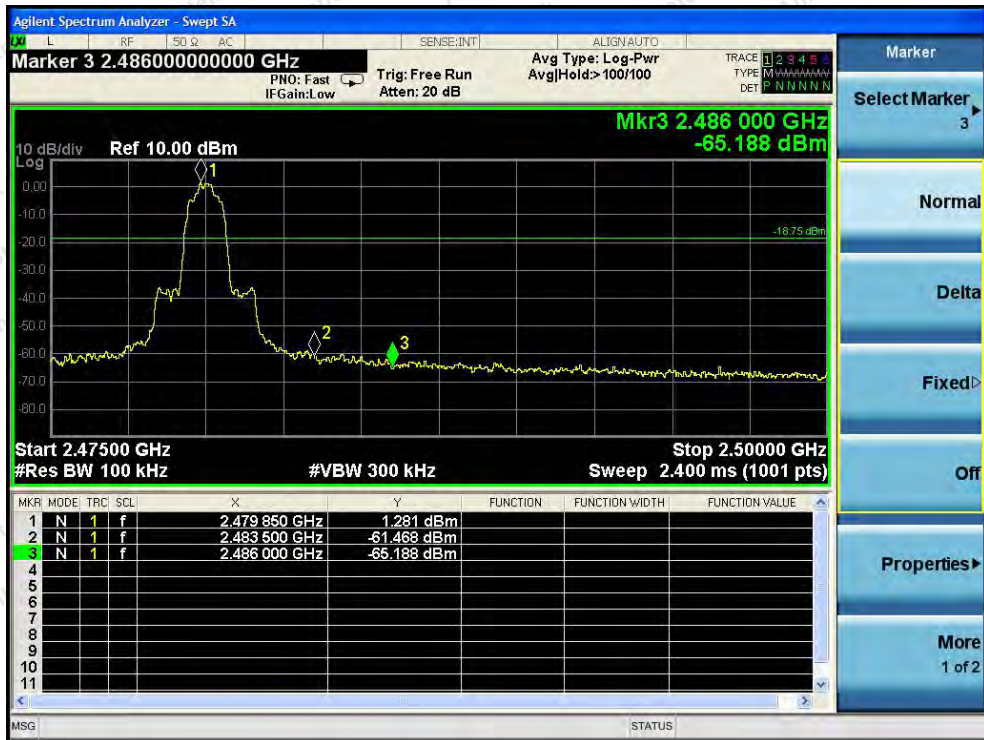 Agilent Spectrum Analyzer - Swept SA
LXI L RF 50 Ω AC SENSE:INT ALIGNAUTO
Marker 3 2.486000000000 GHz
PNO: Fast
IFGain:Low
Trig: Free Run
Atten: 20 dB
Avg Type: Log-Pwr
Avg|Hold:>100/100
TRACE 1 2 3 4 5 6
TYPE M
DET P N N N N N
Mkr3 2.486 000 GHz
-65.188 dBm
10 dB/div Ref 10.00 dBm
Log
0.00
-10.0
-20.0
-30.0
-40.0
-50.0
-60.0
-70.0
-80.0
1
2
3
-18.75 dBm
Start 2.47500 GHz Stop 2.50000 GHz
#Res BW 100 kHz #VBW 300 kHz Sweep 2.400 ms (1001 pts)
MKR MODE TRC SCL X Y FUNCTION FUNCTION WIDTH FUNCTION VALUE
1 N 1 f 2.479 850 GHz 1.281 dBm
2 N 1 f 2.483 500 GHz -61.468 dBm
3 N 1 f 2.486 000 GHz -65.188 dBm
4
5
6
7
8
9
10
11
MSG STATUS
Marker
Select Marker
3
Normal
Delta
Fixed
Off
Properties
More
1 of 2